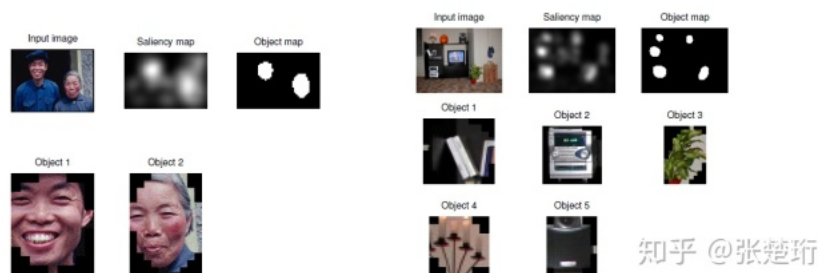 Input image
Saliency map
Object map
Object 1
Object 2
Input image
Saliency map
Object map
Object 1
Object 2
Object 3
Object 4
Object 5
知乎 @张楚珩